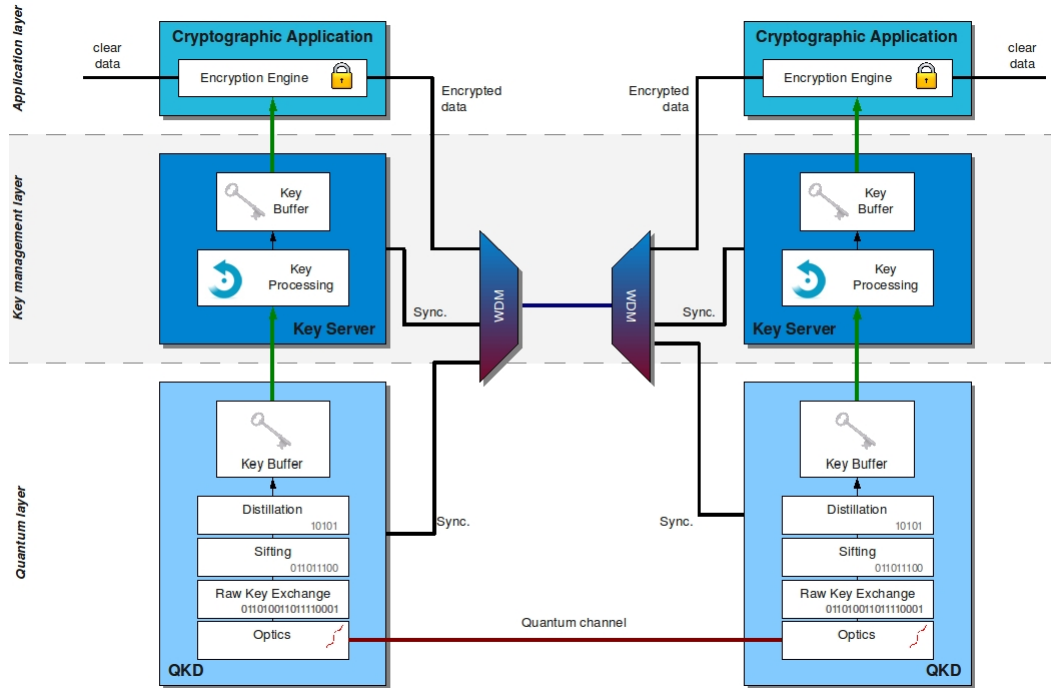 Application layer
Cryptographic Application
clear
data
Encryption Engine
Encrypted
data
Cryptographic Application
clear
data
Encryption Engine
Encrypted
data
Key management layer
Key
Buffer
Key
Processing
Key Server
Sync.
WDM
WDM
Sync.
Key
Buffer
Key
Processing
Key Server
Quantum layer
Key Buffer
Distillation
10101
Sifting
011011100
Raw Key Exchange
011010011011110001
Optics
QKD
Sync.
Quantum channel
Sync.
Key Buffer
Distillation
10101
Sifting
011011100
Raw Key Exchange
011010011011110001
Optics
QKD